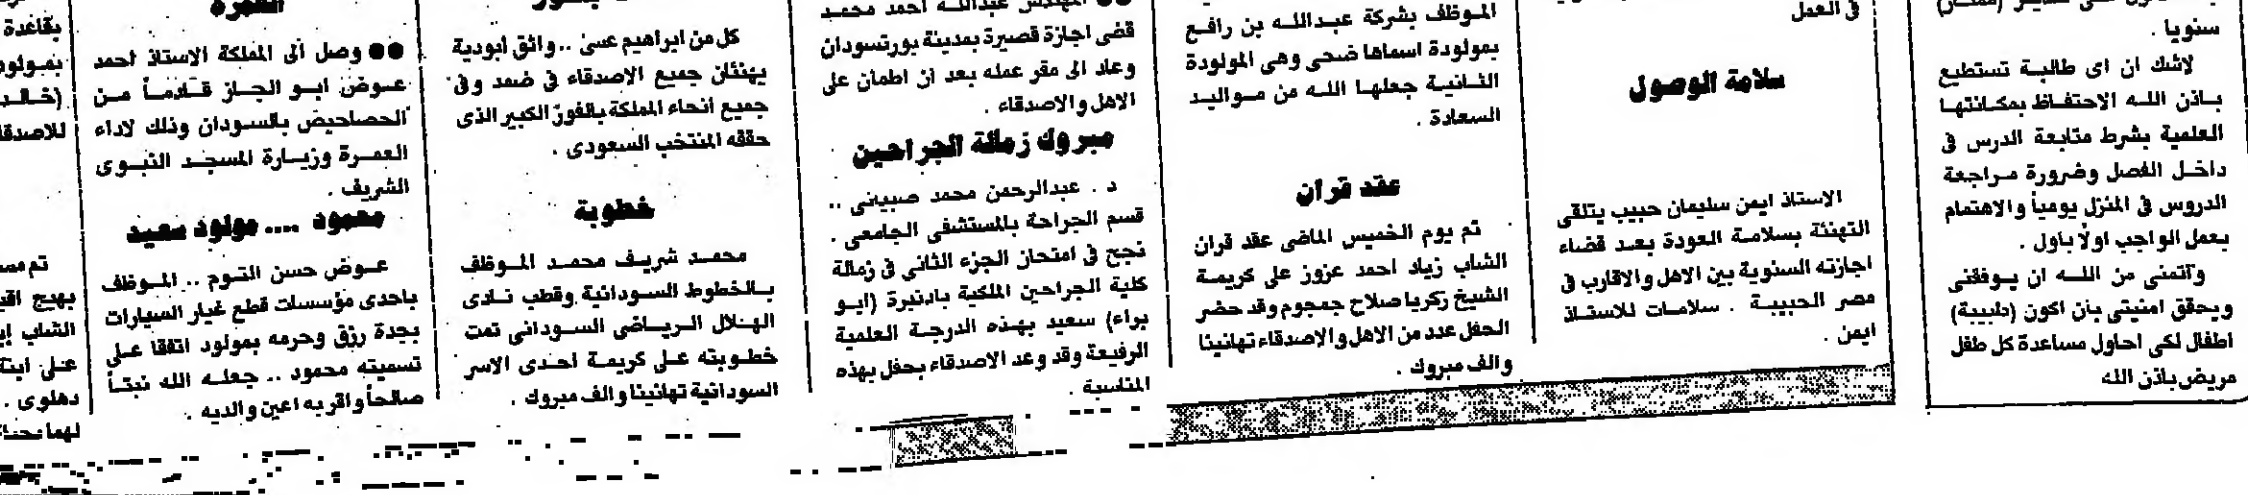 سنويا .
لاشك ان اى طالبة تستطيع
باذن الله الاحتفاظ بمكانتها
العلمية بشرط متابعة الدرس فى
داخل الفصل وضرورة مراجعة
الدروس فى المنزل يومياً والاهتمام
بعمل الواجب اولاً باول .
واتمنى من الله ان يوفقنى
ويحقق امنيتى بان اكون (طبيبة)
اطفال لكى احاول مساعدة كل طفل
مريض باذن الله
فى العمل
سلامة الوصول
الاستاذ ايمن سليمان حبيب يتلقى
التهنئة بسلامة العودة بعد قضاء
اجازته السنوية بين الاهل والاقارب فى
مصر الحبيبة . سلامات للاستاذ
ايمن .
الموظف بشركة عبدالله بن رافع
بمولودة اسماها ضحى وهى المولودة
الثانية جعلها الله من مواليد
السعادة .
عقد قران
تم يوم الخميس الماضى عقد قران
الشاب زياد احمد عزوز على كريمة
الشيخ زكريا صلاح جمجوم وقد حضر
الحفل عدد من الاهل والاصدقاء تهانينا
والف مبروك .
المهندس عبدالله احمد محمد
قضى اجازة قصيرة بمدينة بورتسودان
وعاد الى مقر عمله بعد ان اطمان على
الاهل والاصدقاء .
مبروك زمالة الجراحين
د . عبدالرحمن محمد صبيانى ..
قسم الجراحة بالمستشفى الجامعى .
نجح فى امتحان الجزء الثانى فى زمالة
كلية الجراحين الملكية بادنبرة (ابو
براء) سعيد بهذه الدرجة العلمية
الرفيعة وقد وعد الاصدقاء بحفل بهذه
المناسبة .
كل من ابراهيم عسى .. واثق ابودية
يهنئان جميع الاصدقاء فى ضمد وفى
جميع انحاء المملكة بالفوز الكبير الذى
حققه المنتخب السعودى .
خطوبة
محمد شريف محمد الموظف
بالخطوط السودانية وقطب نادى
الهلال الرياضى السودانى تمت
خطوبته على كريمة احدى الاسر
السودانية تهانينا والف مبروك .
العمرة
●● وصل الى المملكة الاستاذ احمد
عوض ابو الجاز قادماً من
الحصاحيص بالسودان وذلك لاداء
العمرة وزيارة المسجد النبوى
الشريف .
محمود .... مولود سعيد
عوض حسن التوم .. الموظف
باحدى مؤسسات قطع غيار السيارات
بجدة رزق وحرمه بمولود اتفقا على
تسميته محمود .. جعله الله نبتاً
صالحاً واقر به اعين والديه .
بقاعدة
الشاب
على ابنة
دهلوى .